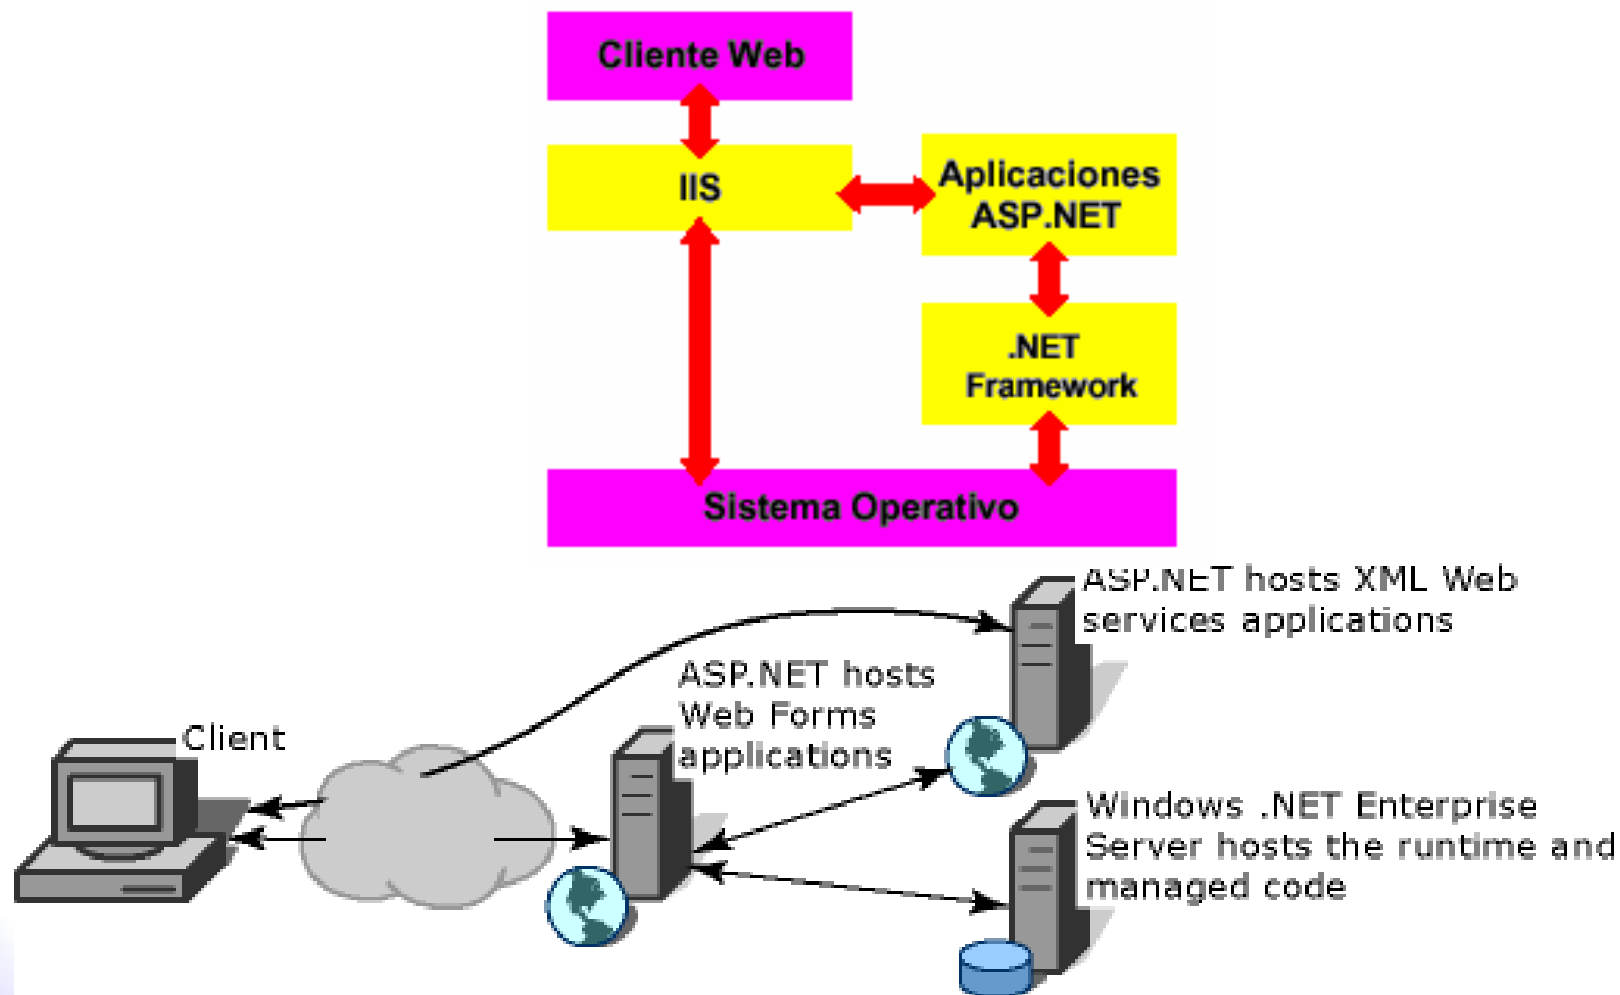 Cliente Web
IIS
Aplicaciones
ASP.NET
.NET
Framework
Sistema Operativo
ASP.NET hosts XML Web
services applications
ASP.NET hosts
Web Forms
applications
Client
Windows .NET Enterprise
Server hosts the runtime and
managed code